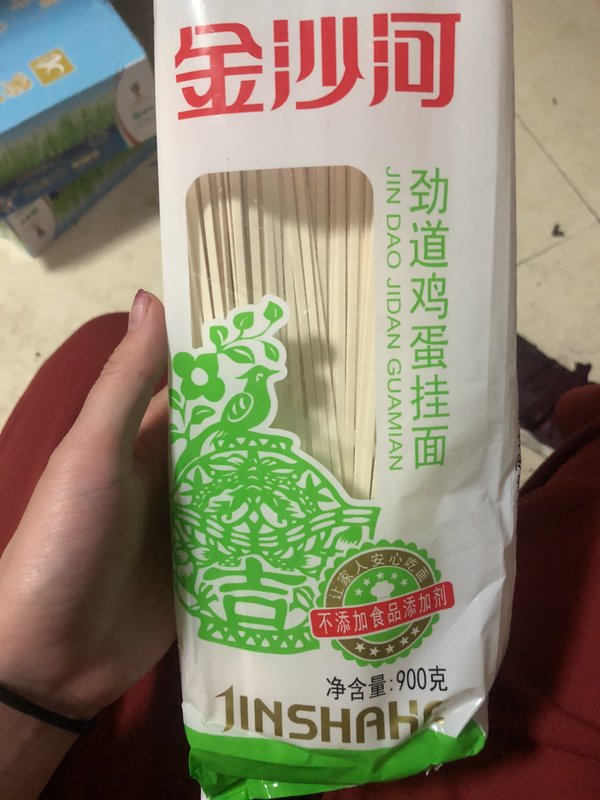 金沙河
劲道鸡蛋挂面
JIN DAO JIDAN GUAMIAN
吉
让家人安心吃面
不添加食品添加剂
净含量:900克
JINSHAHE